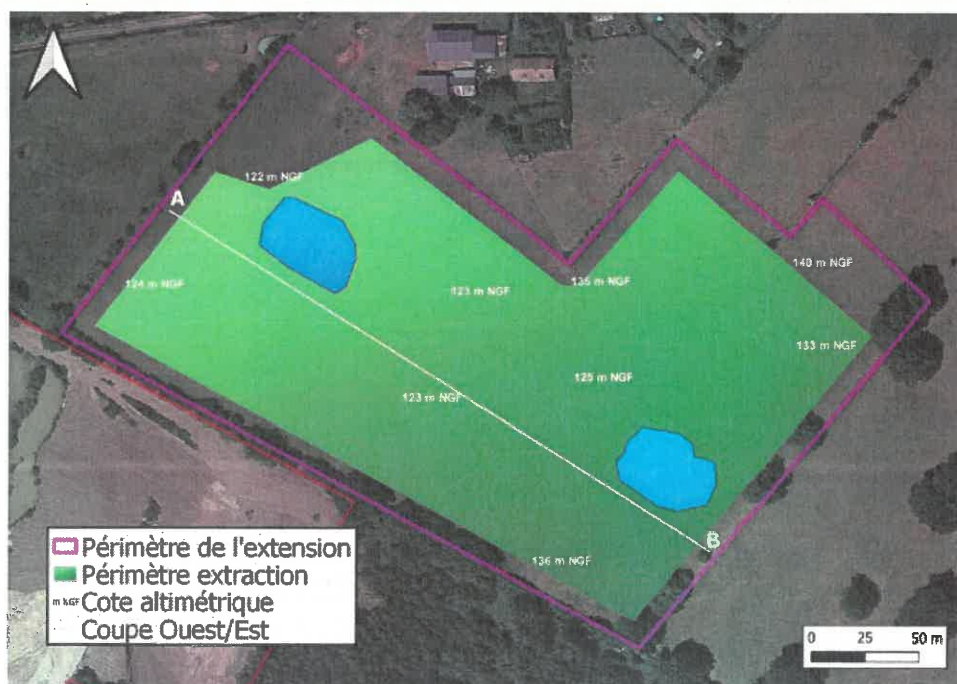 122 m NGF
A
140 m NGF
135 m NGF
124 m NGF
123 m NGF
133 m NGF
125 m NGF
123 m NGF
B
136 m NGF
Périmètre de l'extension
Périmètre extraction
m NGF Cote altimétrique
Coupe Ouest/Est
0 25 50 m